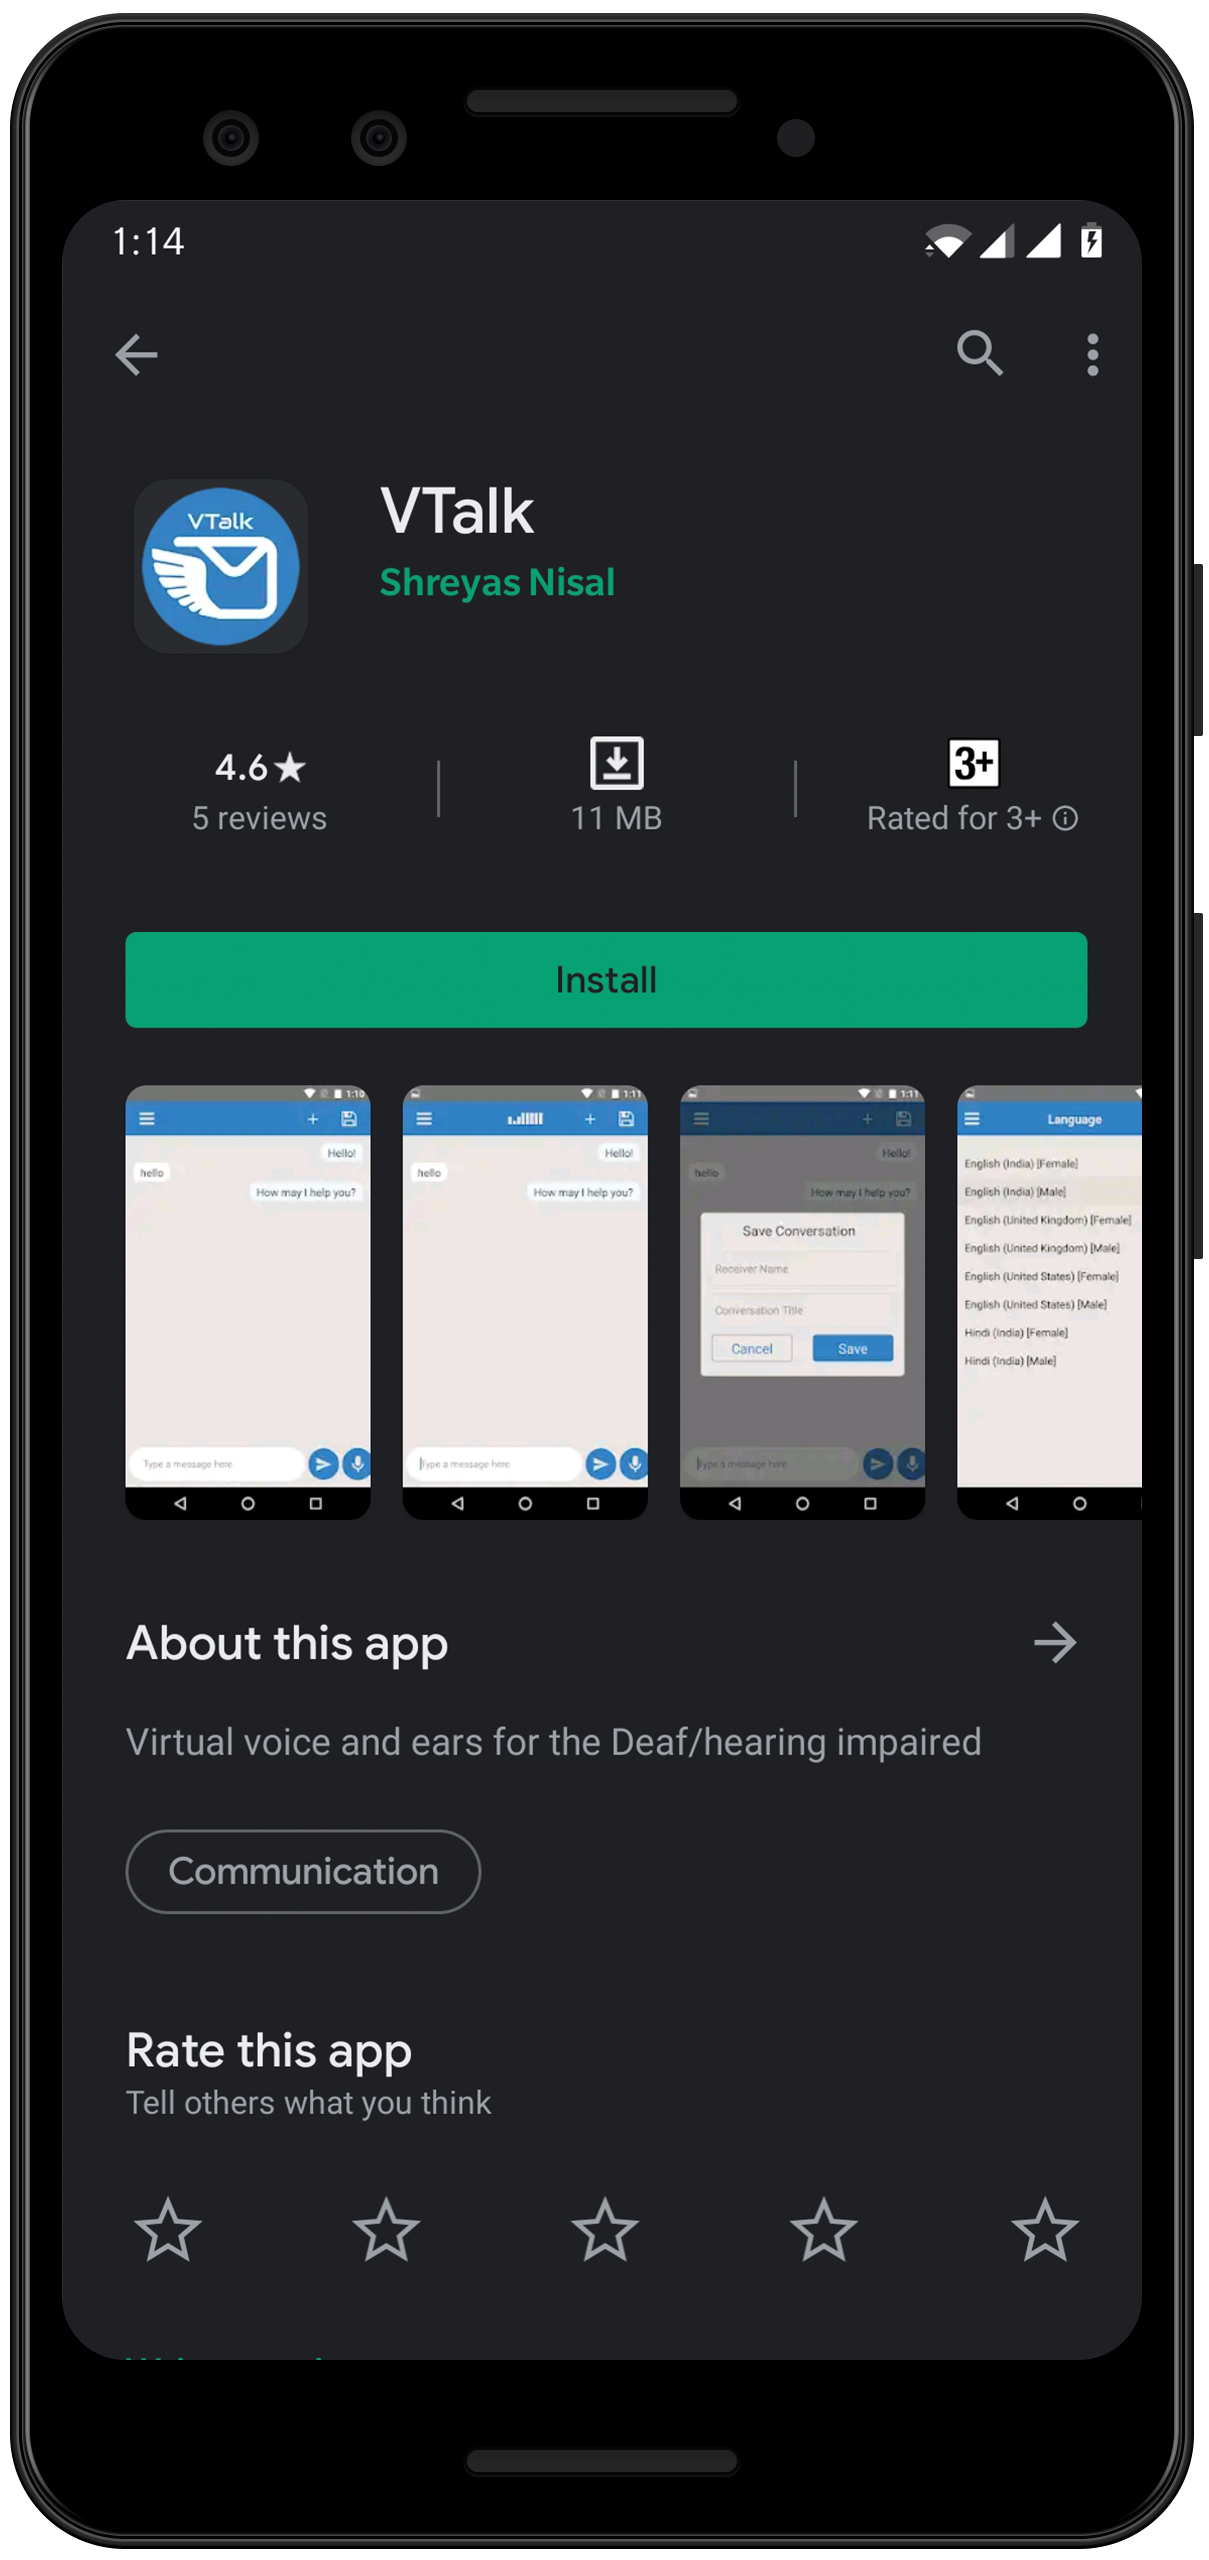 1:14
VTalk
VTalk
Shreyas Nisal
4.6★
5 reviews
11 MB
3+
Rated for 3+
Install
1:10
Hello!
hello
How may I help you?
Type a message here
1:11
Hello!
hello
How may I help you?
Type a message here
1:11
Hello!
hello
How may I help you?
Save Conversation
Receiver Name
Conversation Title
Cancel
Save
Type a message here
Language
English (India) [Female]
English (India) [Male]
English (United Kingdom) [Female]
English (United Kingdom) [Male]
English (United States) [Female]
English (United States) [Male]
Hindi (India) [Female]
Hindi (India) [Male]
About this app
Virtual voice and ears for the Deaf/hearing impaired
Communication
Rate this app
Tell others what you think